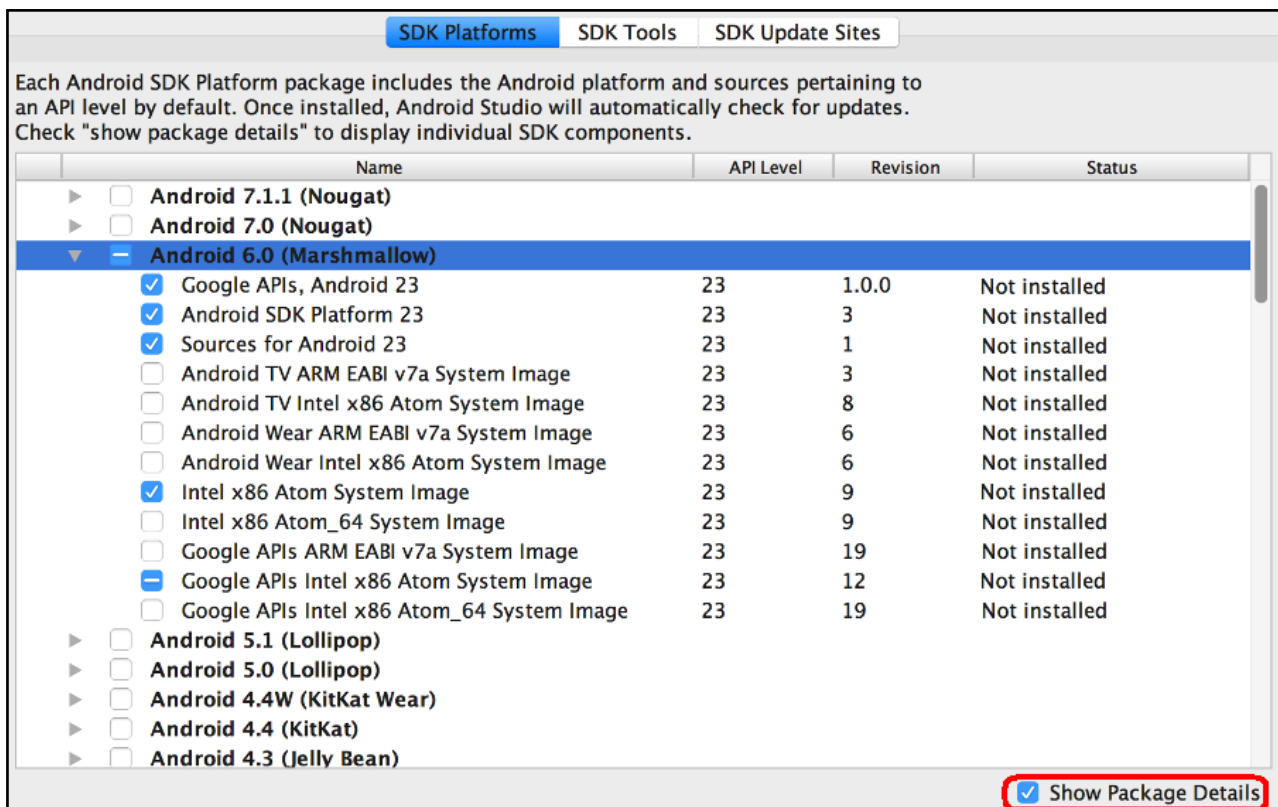 SDK Platforms SDK Tools SDK Update Sites
Each Android SDK Platform package includes the Android platform and sources pertaining to
an API level by default. Once installed, Android Studio will automatically check for updates.
Check "show package details" to display individual SDK components.
Name API Level Revision Status
Android 7.1.1 (Nougat)
Android 7.0 (Nougat)
Android 6.0 (Marshmallow)
Google APIs, Android 23 23 1.0.0 Not installed
Android SDK Platform 23 23 3 Not installed
Sources for Android 23 23 1 Not installed
Android TV ARM EABI v7a System Image 23 3 Not installed
Android TV Intel x86 Atom System Image 23 8 Not installed
Android Wear ARM EABI v7a System Image 23 6 Not installed
Android Wear Intel x86 Atom System Image 23 6 Not installed
Intel x86 Atom System Image 23 9 Not installed
Intel x86 Atom_64 System Image 23 9 Not installed
Google APIs ARM EABI v7a System Image 23 19 Not installed
Google APIs Intel x86 Atom System Image 23 12 Not installed
Google APIs Intel x86 Atom_64 System Image 23 19 Not installed
Android 5.1 (Lollipop)
Android 5.0 (Lollipop)
Android 4.4W (KitKat Wear)
Android 4.4 (KitKat)
Android 4.3 (Jelly Bean)
Show Package Details